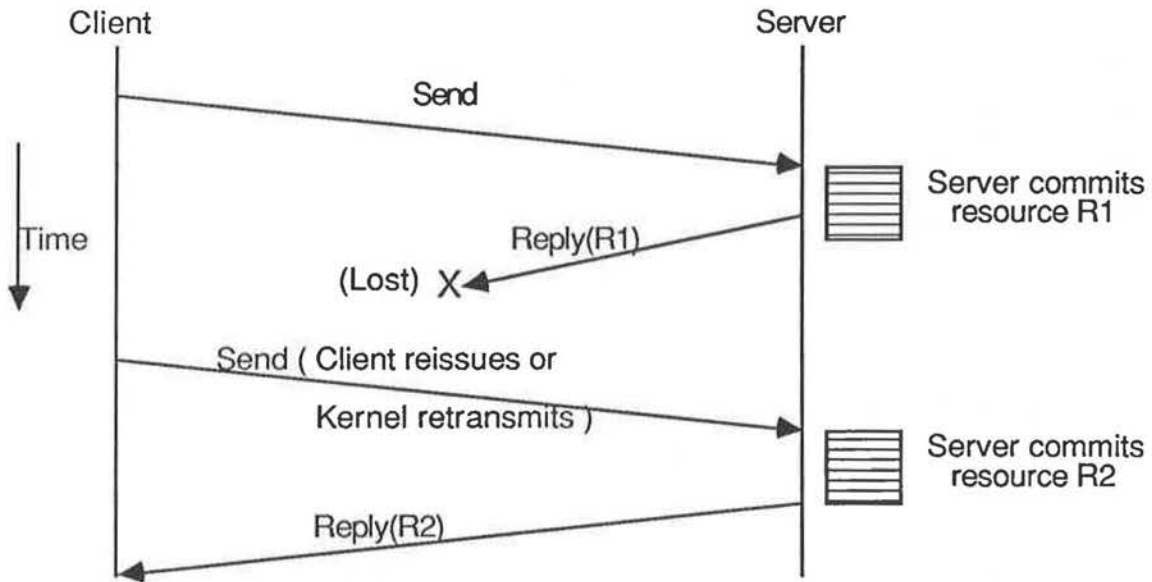 Client
Server
Send
Server commits
resource R1
Time
Reply(R1)
(Lost) X
Send ( Client reissues or
Kernel retransmits )
Server commits
resource R2
Reply(R2)